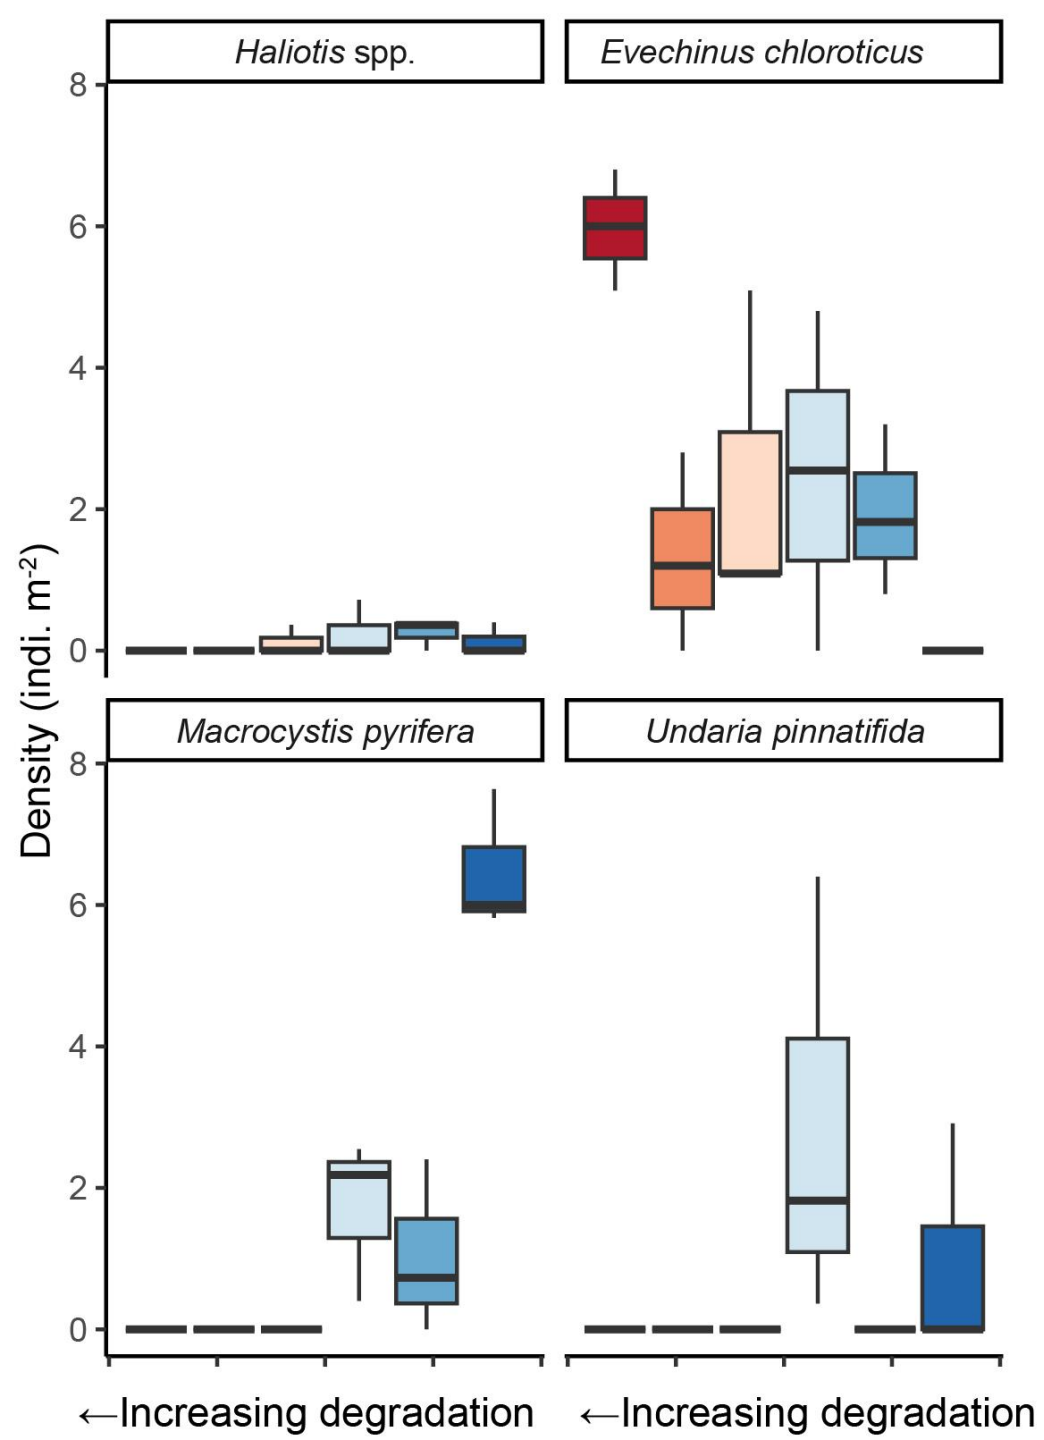 Haliotis spp.
Evechinus chloroticus
8
6
4
2
0
Density (indi. m-2)
Macrocystis pyrifera
Undaria pinnatifida
8
6
4
2
0
←Increasing degradation
←Increasing degradation